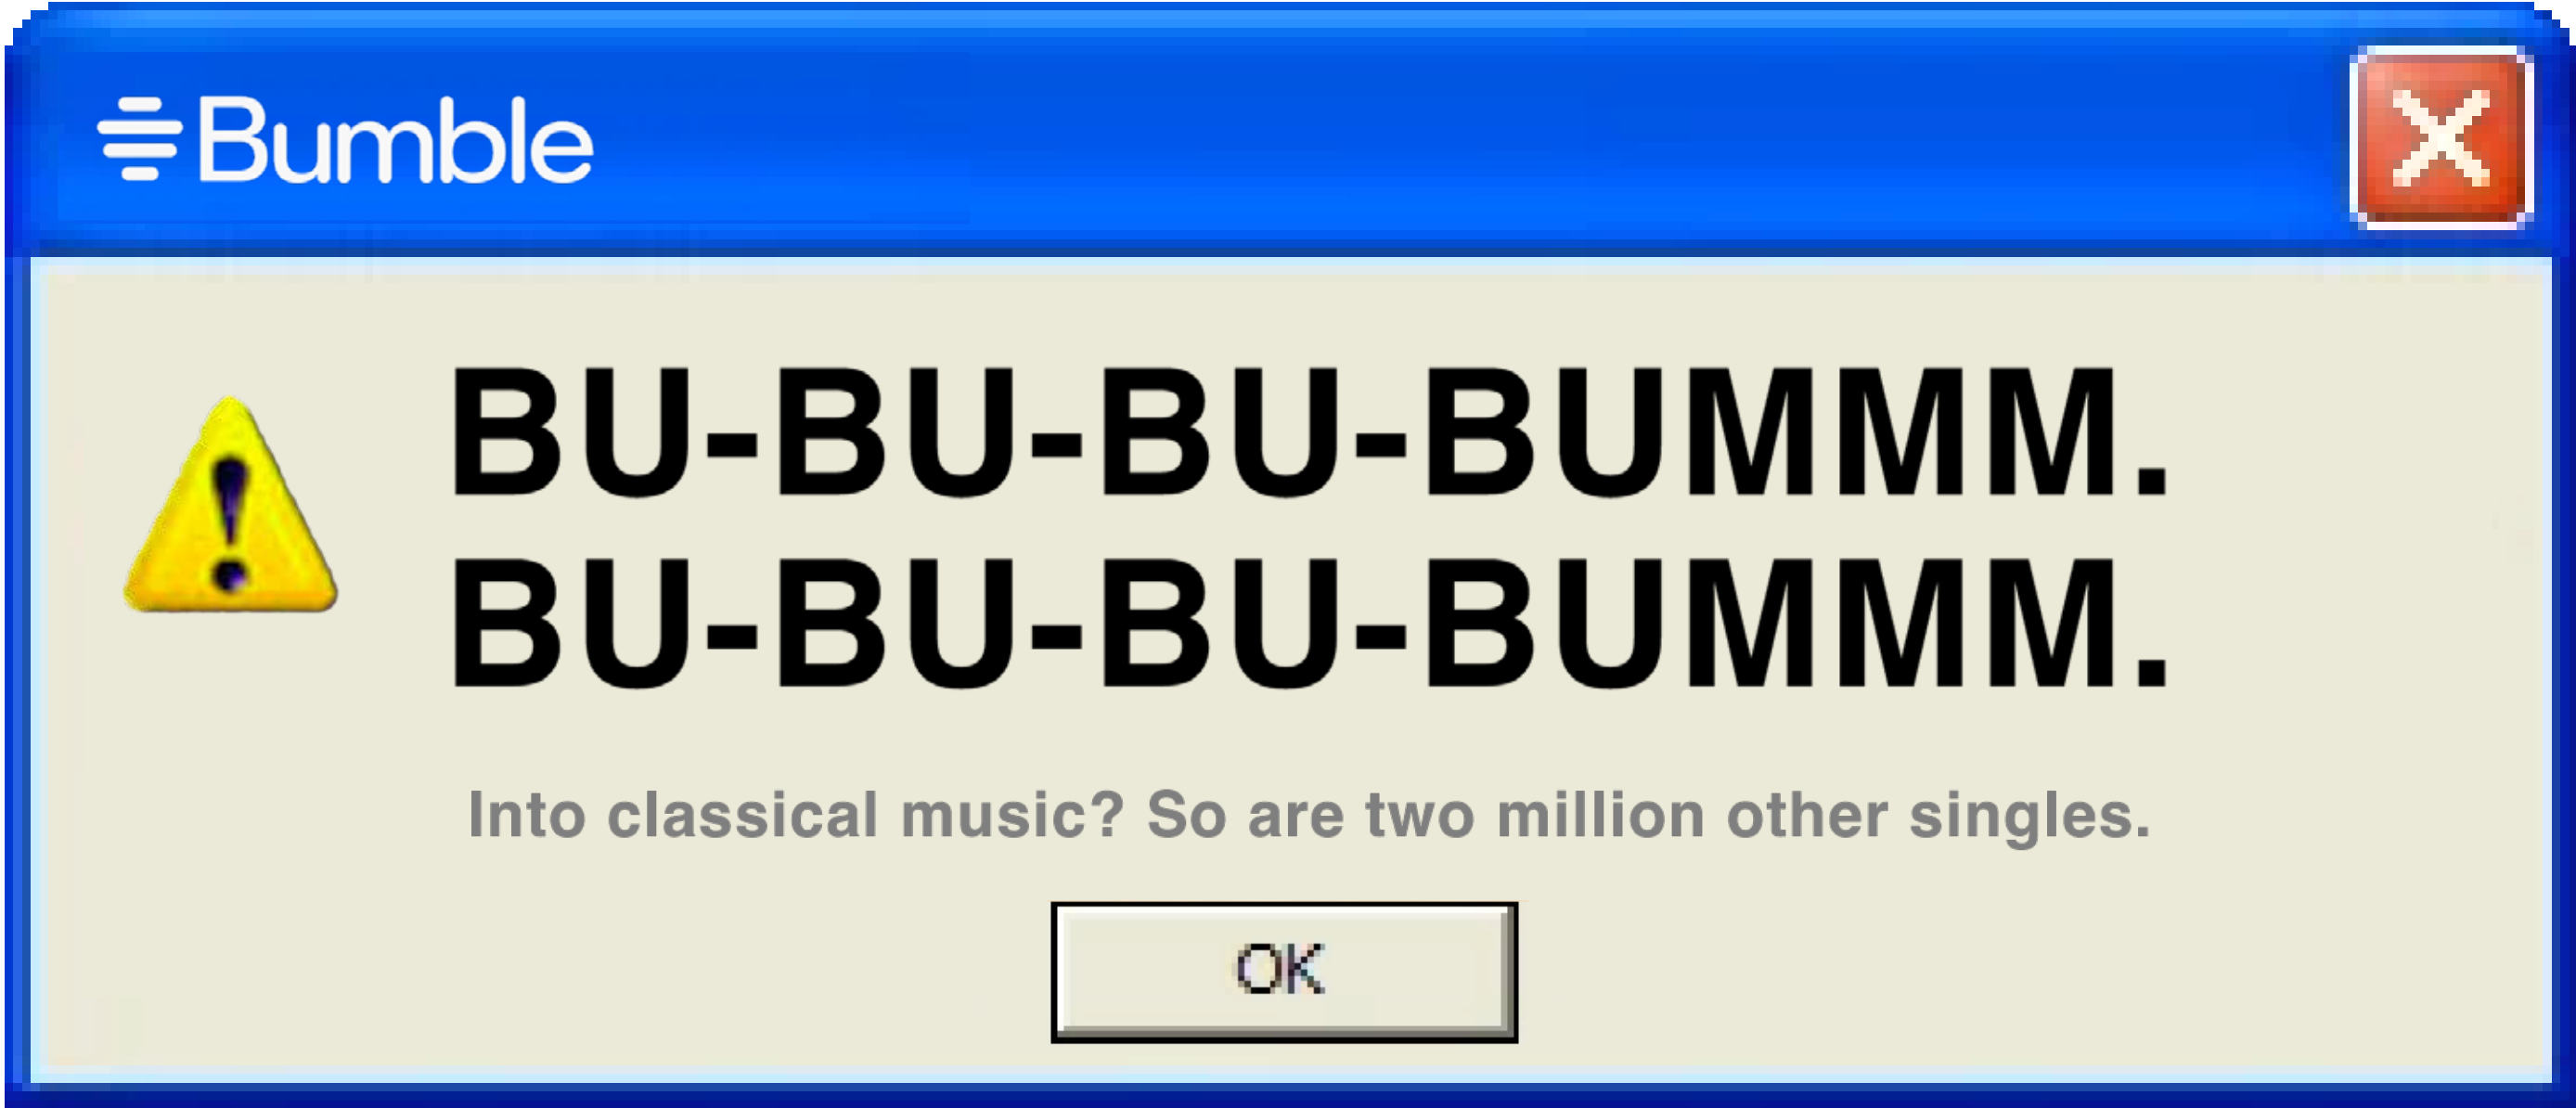 Bumble
BU-BU-BU-BUMMM.
BU-BU-BU-BUMMM.
Into classical music? So are two million other singles.
OK